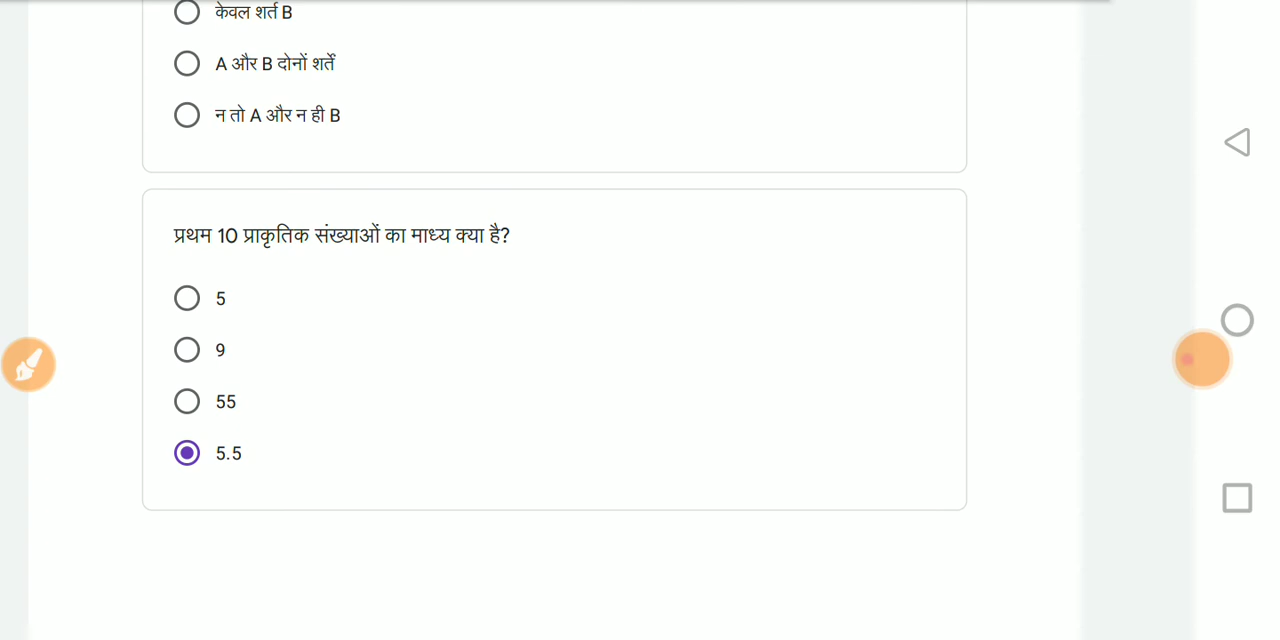 केवल शर्त B
A और B दोनों शर्तें
न तो A और न ही B
प्रथम 10 प्राकृतिक संख्याओं का माध्य क्या है?
5
9
55
5.5